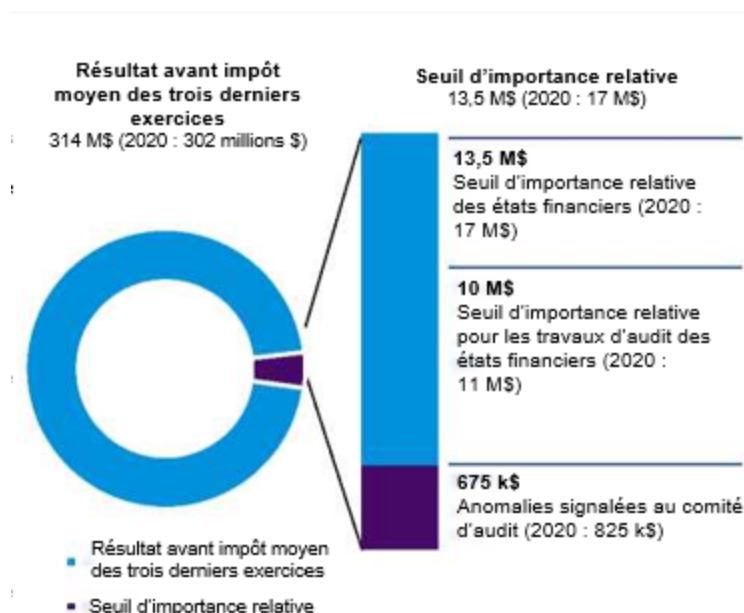 Résultat avant impôt
moyen des trois derniers
exercices
314 M$ (2020 : 302 millions $)
Seuil d'importance relative
13,5 M$ (2020 : 17 M$)
13,5 M$
Seuil d'importance relative
des états financiers (2020 :
17 M$)
10 M$
Seuil d'importance relative
pour les travaux d'audit des
états financiers (2020 :
11 M$)
675 k$
Anomalies signalées au comité
d'audit (2020 : 825 k$)
Résultat avant impôt moyen
des trois derniers exercices
Seuil d'importance relative